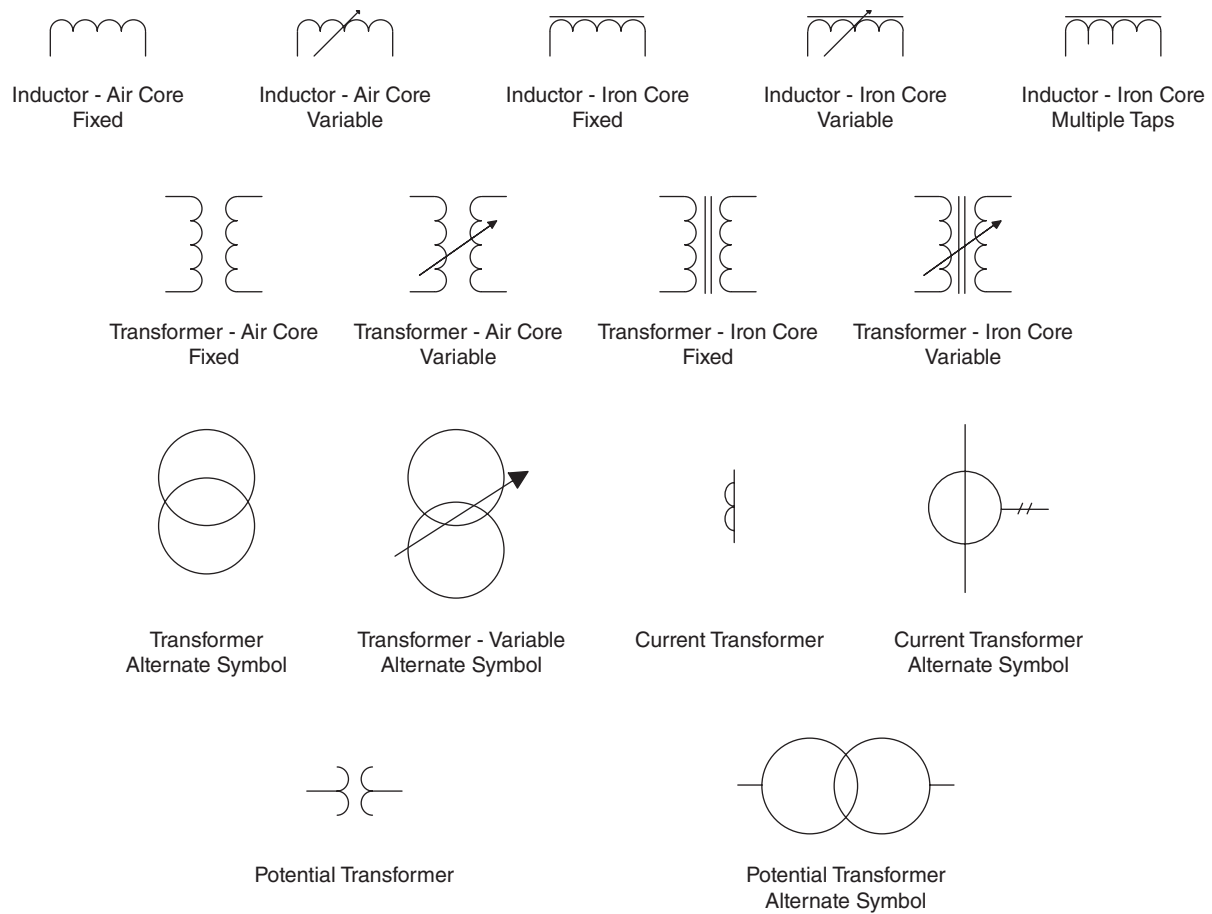 Inductor - Air Core
Fixed
Inductor - Air Core
Variable
Inductor - Iron Core
Fixed
Inductor - Iron Core
Variable
Inductor - Iron Core
Multiple Taps
Transformer - Air Core
Fixed
Transformer - Air Core
Variable
Transformer - Iron Core
Fixed
Transformer - Iron Core
Variable
Transformer
Alternate Symbol
Transformer - Variable
Alternate Symbol
Current Transformer
Current Transformer
Alternate Symbol
Potential Transformer
Potential Transformer
Alternate Symbol